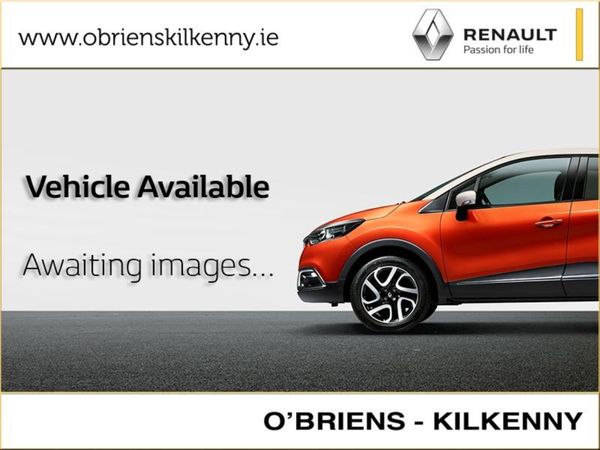 www.obrienskilkenny.ie
RENAULT
Passion for life
Vehicle Available
Awaiting images...
O'BRIENS - KILKENNY